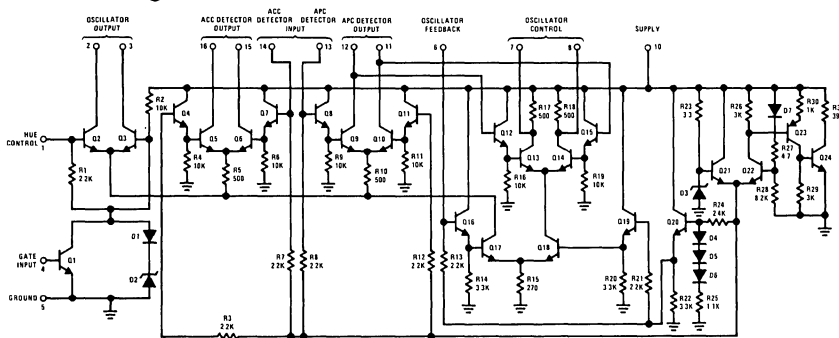 OSCILLATOR OUTPUT
ACC DETECTOR OUTPUT
ACC DETECTOR
APC DETECTOR
INPUT
APC DETECTOR OUTPUT
OSCILLATOR FEEDBACK
OSCILLATOR CONTROL
SUPPLY
2 3 16 15 14 13 12 11 6 7 8 10
HUE CONTROL
1
GATE INPUT
4
GROUND
5
R2 10K
R1 2.2K
Q2 Q3
Q1
D1
D2
Q4 Q5 Q6 Q7
R4 10K
R5 500
R6 10K
Q8 Q9 Q10 Q11
R9 10K
R10 500
R11 10K
R3 2.2K
R7 2.2K
R8 2.2K
R12 2.2K
R13 2.2K
Q12 Q13 Q14 Q15
R17 500
R18 500
R16 10K
R19 10K
Q16 Q17 Q18 Q19
R14 3.3K
R15 270
R20 3.3K
R21 2.2K
R23 3.3
R26 3K
D7
R30 1K
R3
39
Q21 Q22 Q23 Q24
R27 4.7
R28 8.2K
R29 3K
D3
R24 2.4K
Q20
D4
D5
D6
R22 3.3K
R25 1.1K